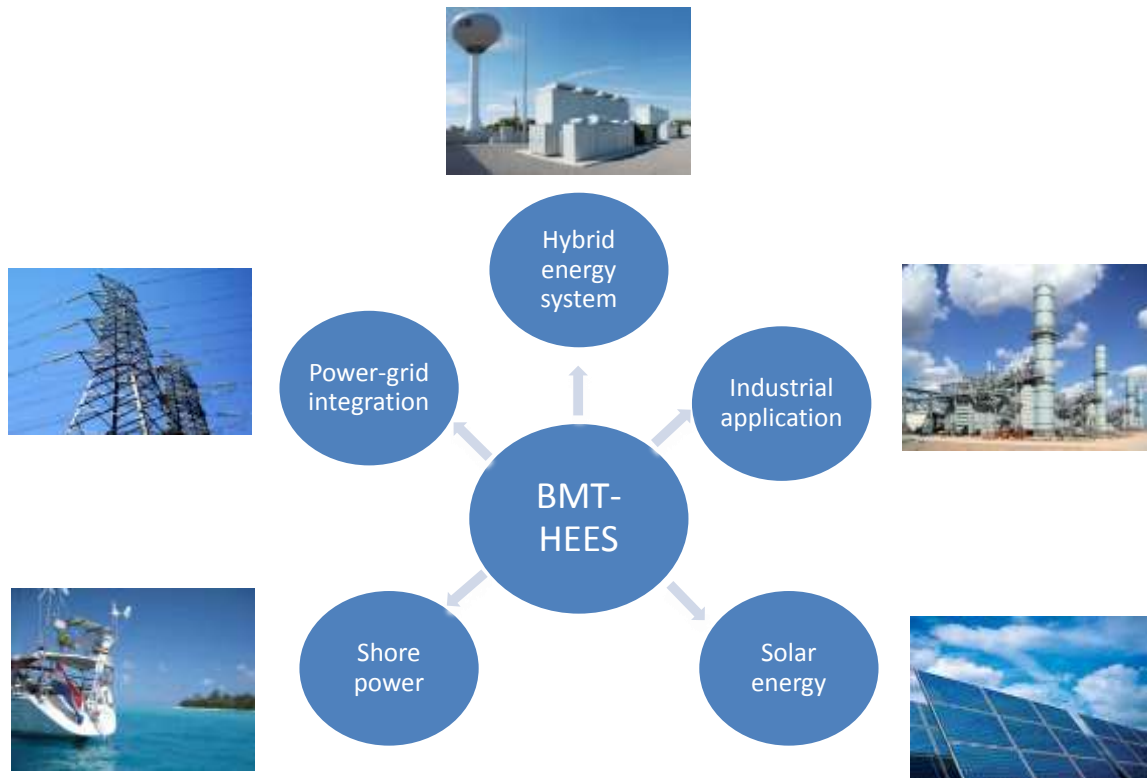 Hybrid
energy
system
Power-grid
integration
Industrial
application
BMT-
HEES
Shore
power
Solar
energy